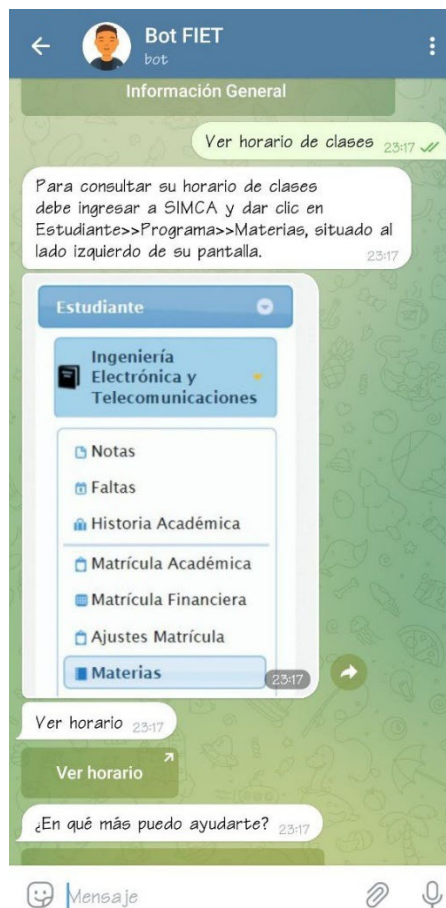 Bot FIET
bot
Información General
Ver horario de clases 23:17
Para consultar su horario de clases
debe ingresar a SIMCA y dar clic en
Estudiante>>Programa>>Materias, situado al
lado izquierdo de su pantalla. 23:17
Estudiante
Ingeniería
Electrónica y
Telecomunicaciones
Notas
Faltas
Historia Académica
Matrícula Académica
Matrícula Financiera
Ajustes Matrícula
Materias
23:17
Ver horario 23:17
Ver horario
¿En qué más puedo ayudarte? 23:17
Mensaje